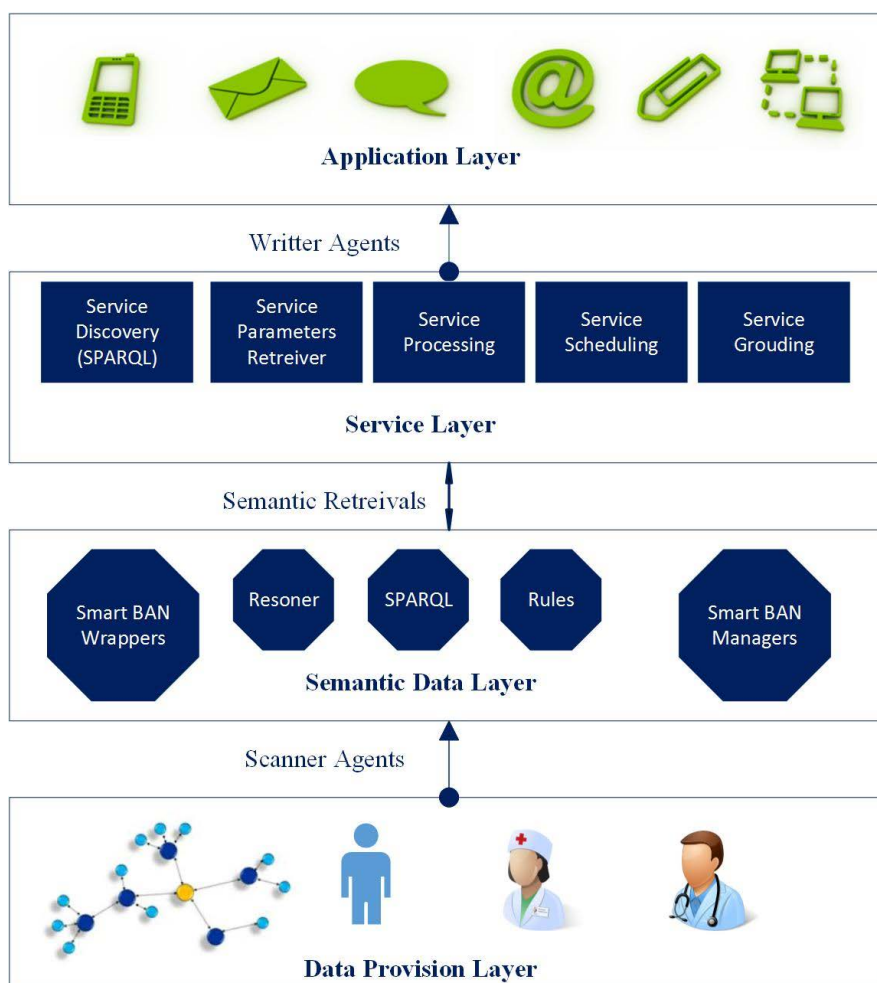 Application Layer
Writter Agents
Service
Discovery
(SPARQL)
Service
Parameters
Retreiver
Service
Processing
Service
Scheduling
Service
Grouding
Service Layer
Semantic Retreivals
Smart BAN
Wrappers
Resoner
SPARQL
Rules
Smart BAN
Managers
Semantic Data Layer
Scanner Agents
Data Provision Layer